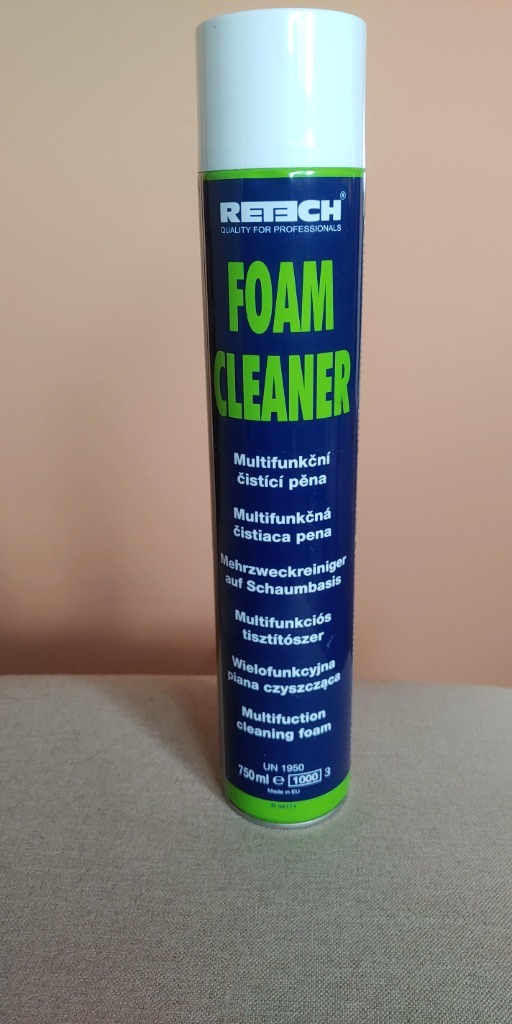 RETECH®
QUALITY FOR PROFESSIONALS
FOAM
CLEANER
Multifunkční
čistící pěna
Multifunkčná
čistiaca pena
Mehrzweckreiniger
auf Schaumbasis
Multifunkciós
tisztítószer
Wielofunkcyjna
piana czyszcząca
Multifuction
cleaning foam
UN 1950
750ml e 1000 3
Made in EU